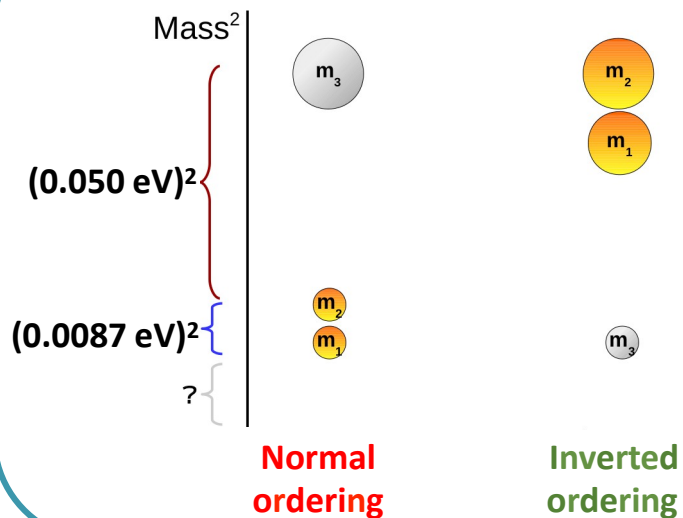 Mass²
m₃
m₂
m₁
(0.050 eV)²
m₂
(0.0087 eV)²
m₁
m₃
?
Normal
ordering
Inverted
ordering